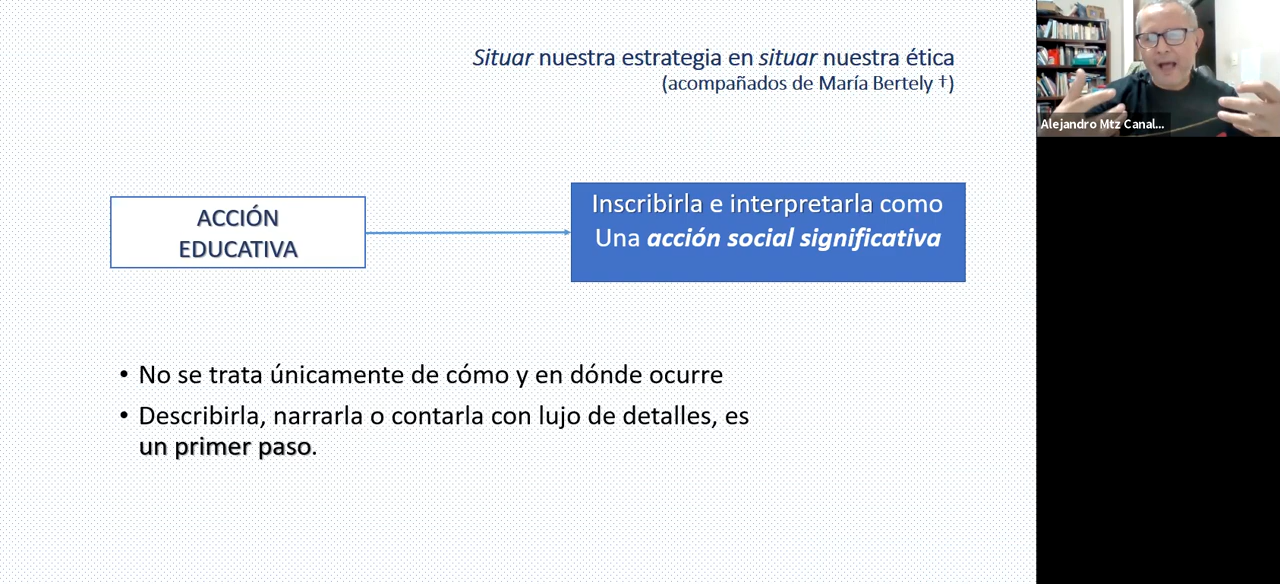 Situar nuestra estrategia en situar nuestra ética
(acompañados de María Bertely †)
Alejandro Mtz Canal...
ACCIÓN
EDUCATIVA
Inscribirla e interpretarla como
Una acción social significativa
• No se trata únicamente de cómo y en dónde ocurre
• Describirla, narrarla o contarla con lujo de detalles, es
un primer paso.